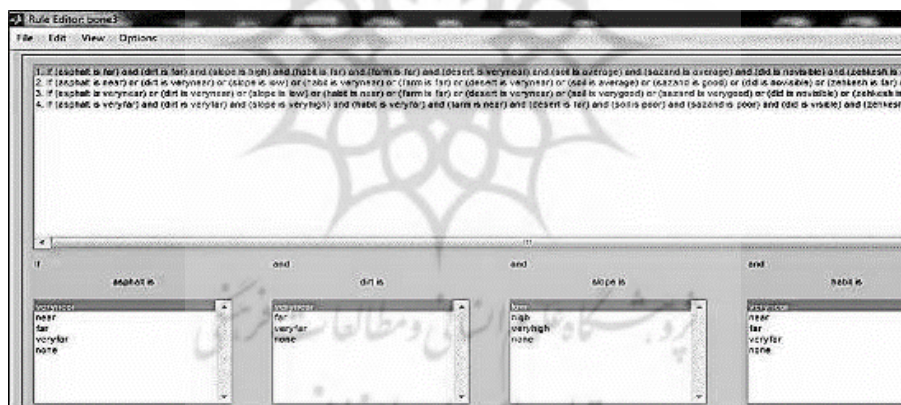 Rule Editor: bone3
File Edit View Options
1. If (asphalt is far) and (dirt is far) and (slope is high) and (habit is far) and (farm is far) and (desert is verynear) and (soil is average) and (sazand is average) and (did is novisible) and (zehkesh is
2. If (asphalt is near) or (dirt is verynear) or (slope is low) or (habit is verynear) or (farm is far) or (desert is verynear) or (soil is average) or (sazand is good) or (did is novisible) or (zehkesh is far)
3. If (asphalt is verynear) or (dirt is verynear) or (slope is low) or (habit is near) or (farm is far) or (desert is verynear) or (soil is verygood) or (sazand is verygood) or (did is novisible) or (zehkesh is
4. If (asphalt is veryfar) and (dirt is veryfar) and (slope is veryhigh) and (habit is veryfar) and (farm is near) and (desert is far) and (soil is poor) and (sazand is poor) and (did is visible) and (zehkesh
If and and and
asphalt is dirt is slope is habit is
verynear verynear low verynear
near far high near
far veryfar veryhigh far
veryfar none none veryfar
none none
پژوهشگاه علوم انسانی و مطالعات فرهنگی